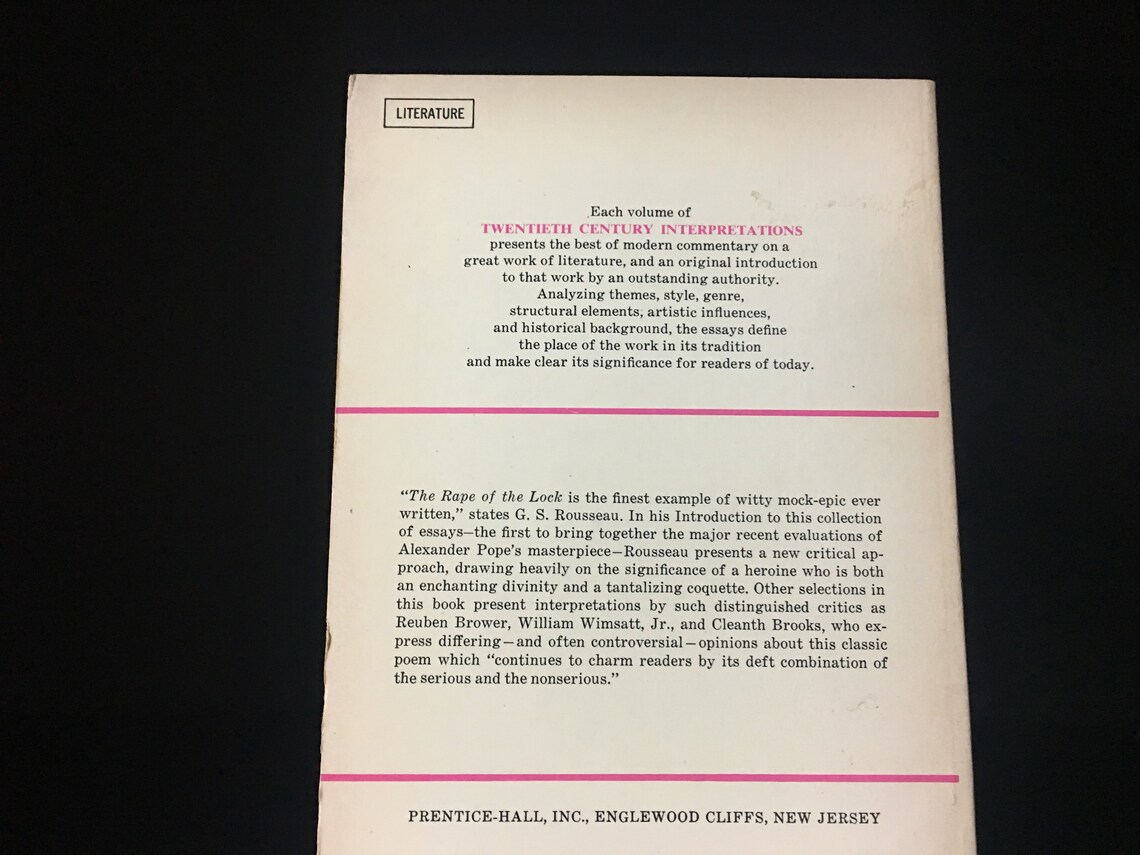 LITERATURE
Each volume of
TWENTIETH CENTURY INTERPRETATIONS
presents the best of modern commentary on a
great work of literature, and an original introduction
to that work by an outstanding authority.
Analyzing themes, style, genre,
structural elements, artistic influences,
and historical background, the essays define
the place of the work in its tradition
and make clear its significance for readers of today.
"The Rape of the Lock is the finest example of witty mock-epic ever
written," states G. S. Rousseau. In his Introduction to this collection
of essays—the first to bring together the major recent evaluations of
Alexander Pope's masterpiece—Rousseau presents a new critical ap-
proach, drawing heavily on the significance of a heroine who is both
an enchanting divinity and a tantalizing coquette. Other selections in
this book present interpretations by such distinguished critics as
Reuben Brower, William Wimsatt, Jr., and Cleanth Brooks, who ex-
press differing—and often controversial—opinions about this classic
poem which "continues to charm readers by its deft combination of
the serious and the nonserious."
PRENTICE-HALL, INC., ENGLEWOOD CLIFFS, NEW JERSEY